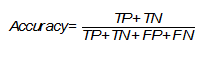 Accuracy = TP + TN / TP + TN + FP + FN